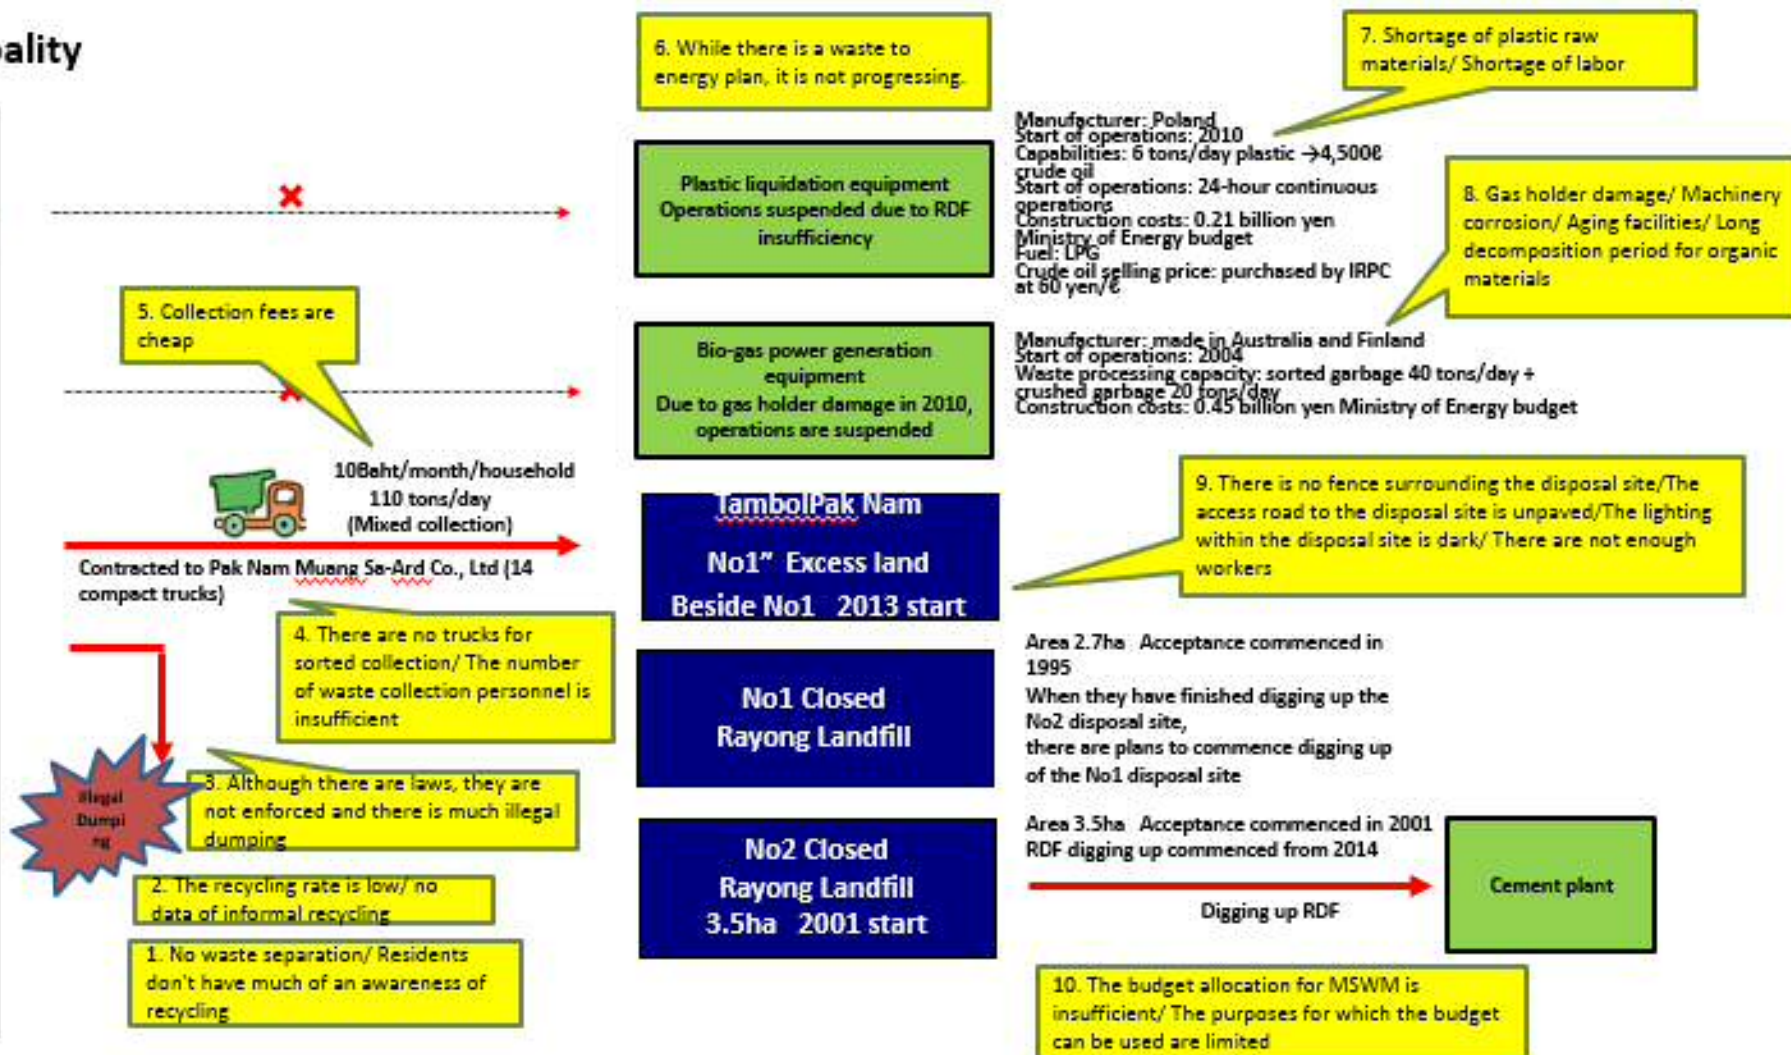 pality
6. While there is a waste to
energy plan, it is not progressing.
7. Shortage of plastic raw
materials/ Shortage of labor
Plastic liquidation equipment
Operations suspended due to RDF
insufficiency
Manufacturer: Poland
Start of operations: 2010
Capabilities: 6 tons/day plastic →4,500ℓ
crude oil
Start of operations: 24-hour continuous
operations
Construction costs: 0.21 billion yen
Ministry of Energy budget
Fuel: LPG
Crude oil selling price: purchased by IRPC
at 60 yen/ℓ
8. Gas holder damage/ Machinery
corrosion/ Aging facilities/ Long
decomposition period for organic
materials
5. Collection fees are
cheap
Bio-gas power generation
equipment
Due to gas holder damage in 2010,
operations are suspended
Manufacturer: made in Australia and Finland
Start of operations: 2004
Waste processing capacity: sorted garbage 40 tons/day +
crushed garbage 20 tons/day
Construction costs: 0.45 billion yen Ministry of Energy budget
10Baht/month/household
110 tons/day
(Mixed collection)
Contracted to Pak Nam Muang Sa-Ard Co., Ltd (14
compact trucks)
TambolPak Nam
No1” Excess land
Beside No1 2013 start
9. There is no fence surrounding the disposal site/The
access road to the disposal site is unpaved/The lighting
within the disposal site is dark/ There are not enough
workers
4. There are no trucks for
sorted collection/ The number
of waste collection personnel is
insufficient
No1 Closed
Rayong Landfill
Area 2.7ha Acceptance commenced in
1995
When they have finished digging up the
No2 disposal site,
there are plans to commence digging up
of the No1 disposal site
Illegal
Dumpi
ng
3. Although there are laws, they are
not enforced and there is much illegal
dumping
No2 Closed
Rayong Landfill
3.5ha 2001 start
Area 3.5ha Acceptance commenced in 2001
RDF digging up commenced from 2014
Digging up RDF
Cement plant
2. The recycling rate is low/ no
data of informal recycling
1. No waste separation/ Residents
don't have much of an awareness of
recycling
10. The budget allocation for MSWM is
insufficient/ The purposes for which the budget
can be used are limited